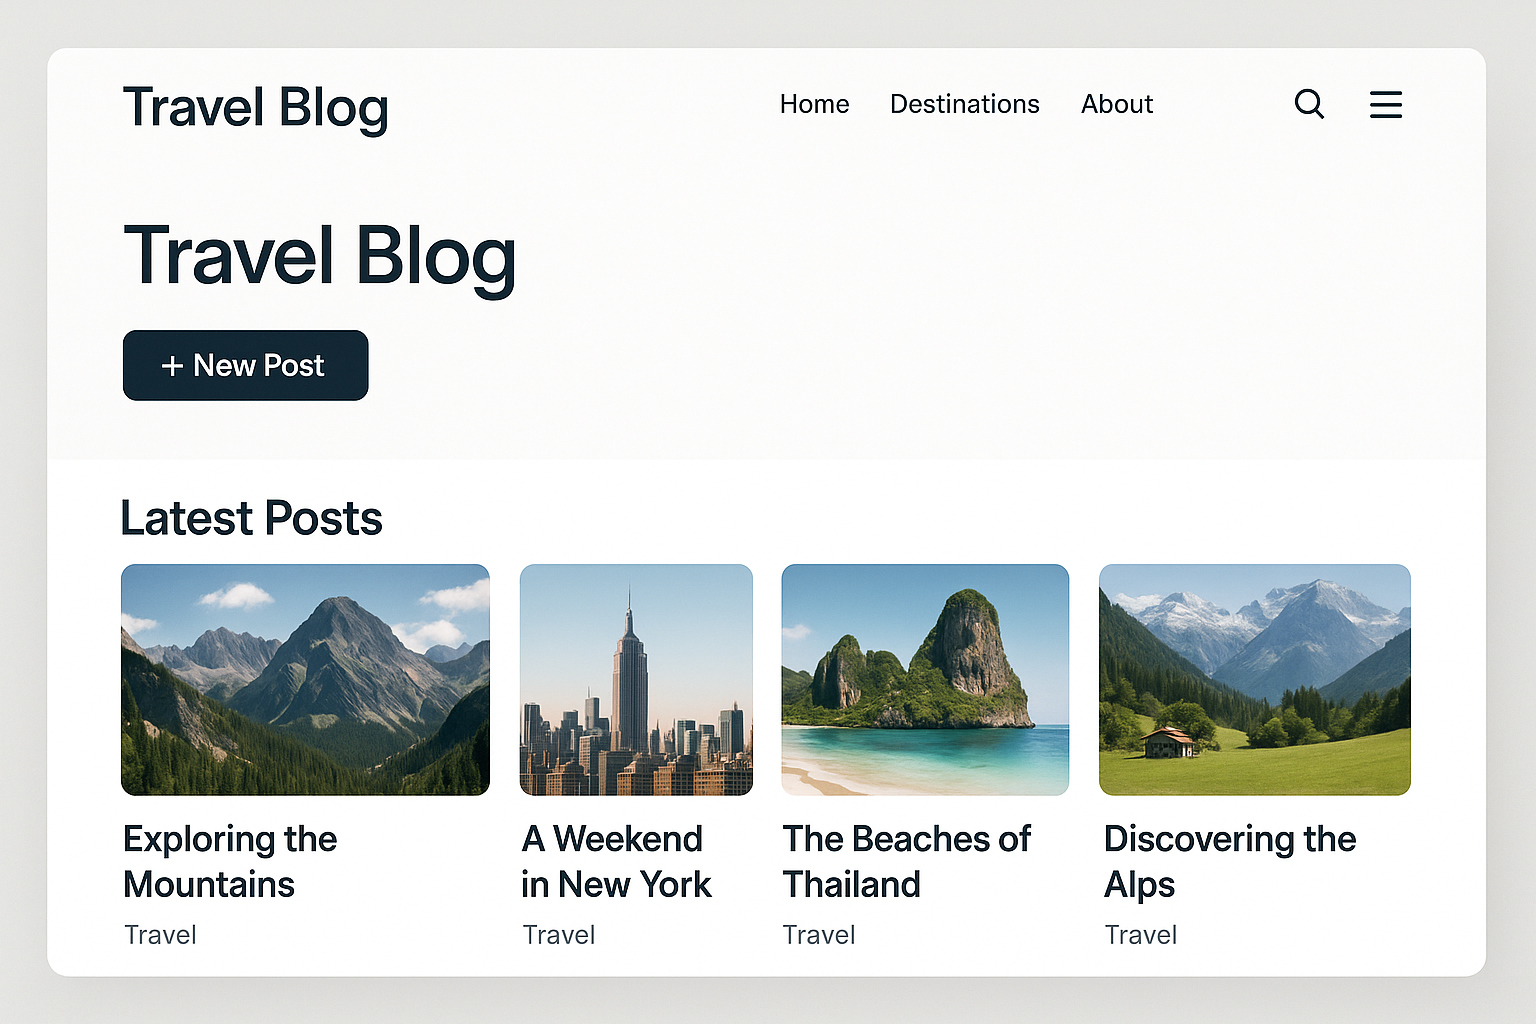 Travel Blog
Home Destinations About
Travel Blog
+ New Post
Latest Posts
Exploring the
Mountains
Travel
A Weekend
in New York
Travel
The Beaches of
Thailand
Travel
Discovering the
Alps
Travel